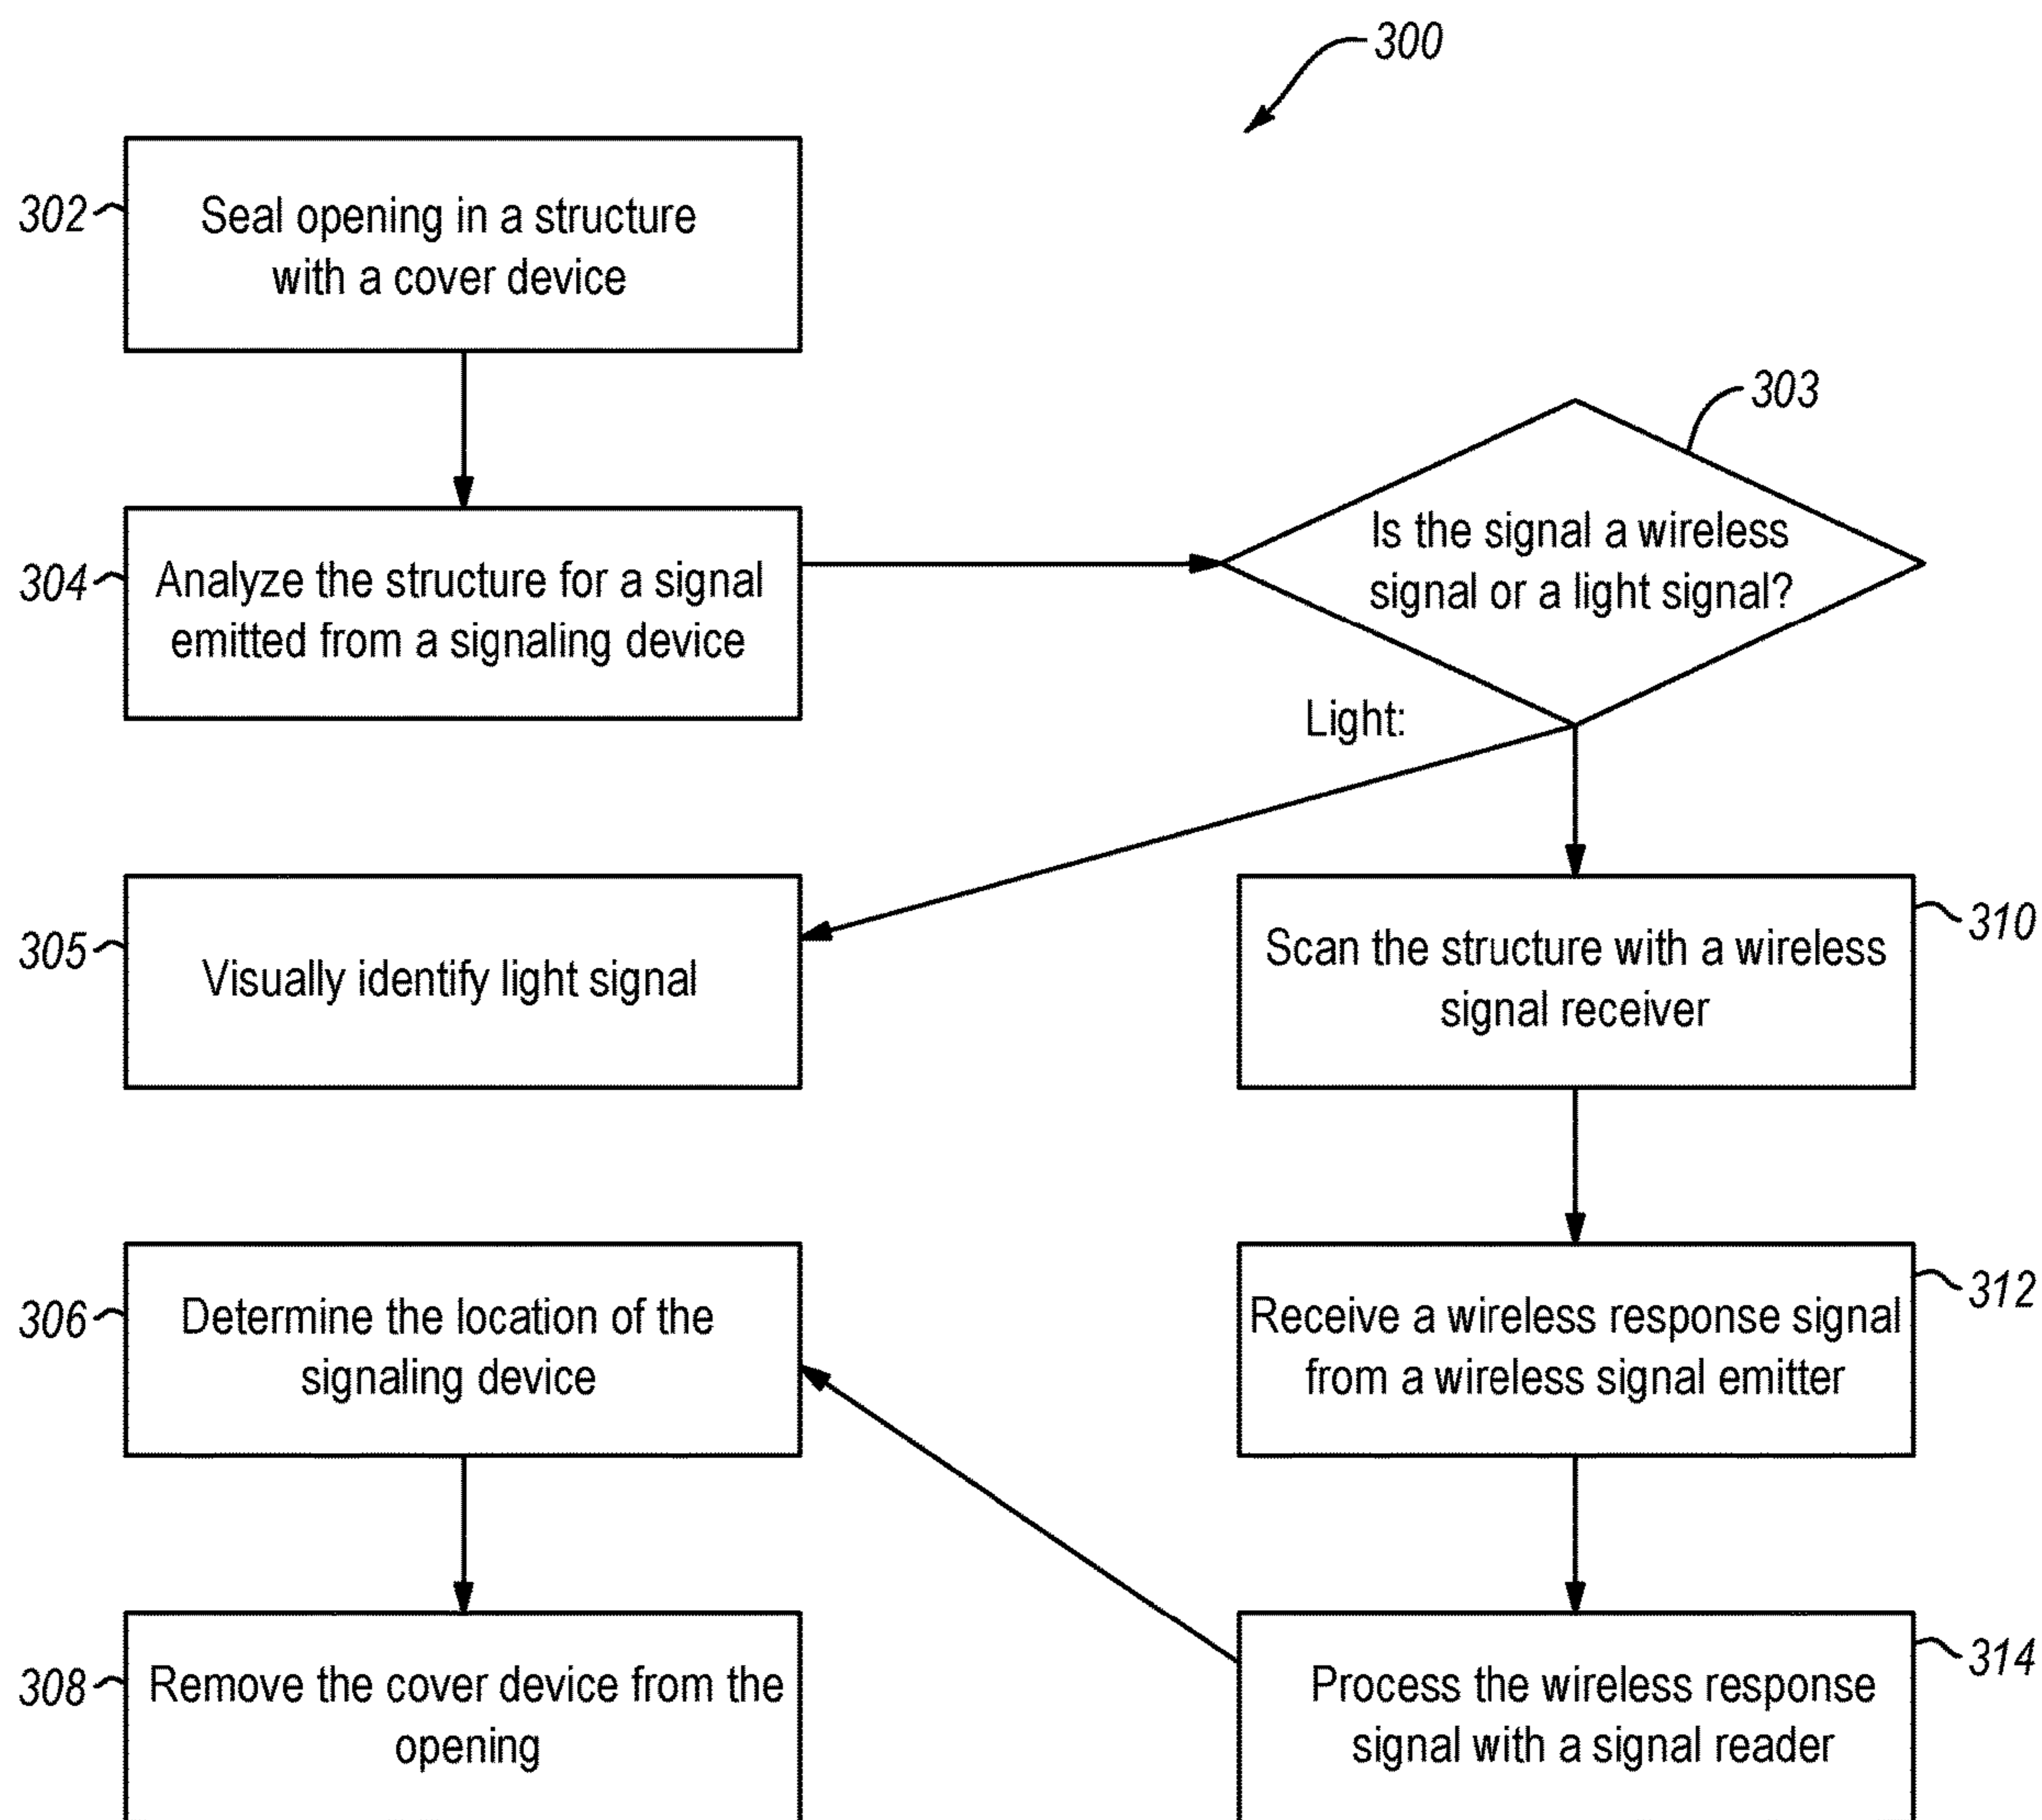 300
302
Seal opening in a structure
with a cover device
303
Is the signal a wireless
signal or a light signal?
304
Analyze the structure for a signal
emitted from a signaling device
Light:
305
Visually identify light signal
310
Scan the structure with a wireless
signal receiver
306
Determine the location of the
signaling device
312
Receive a wireless response signal
from a wireless signal emitter
308
Remove the cover device from the
opening
314
Process the wireless response
signal with a signal reader